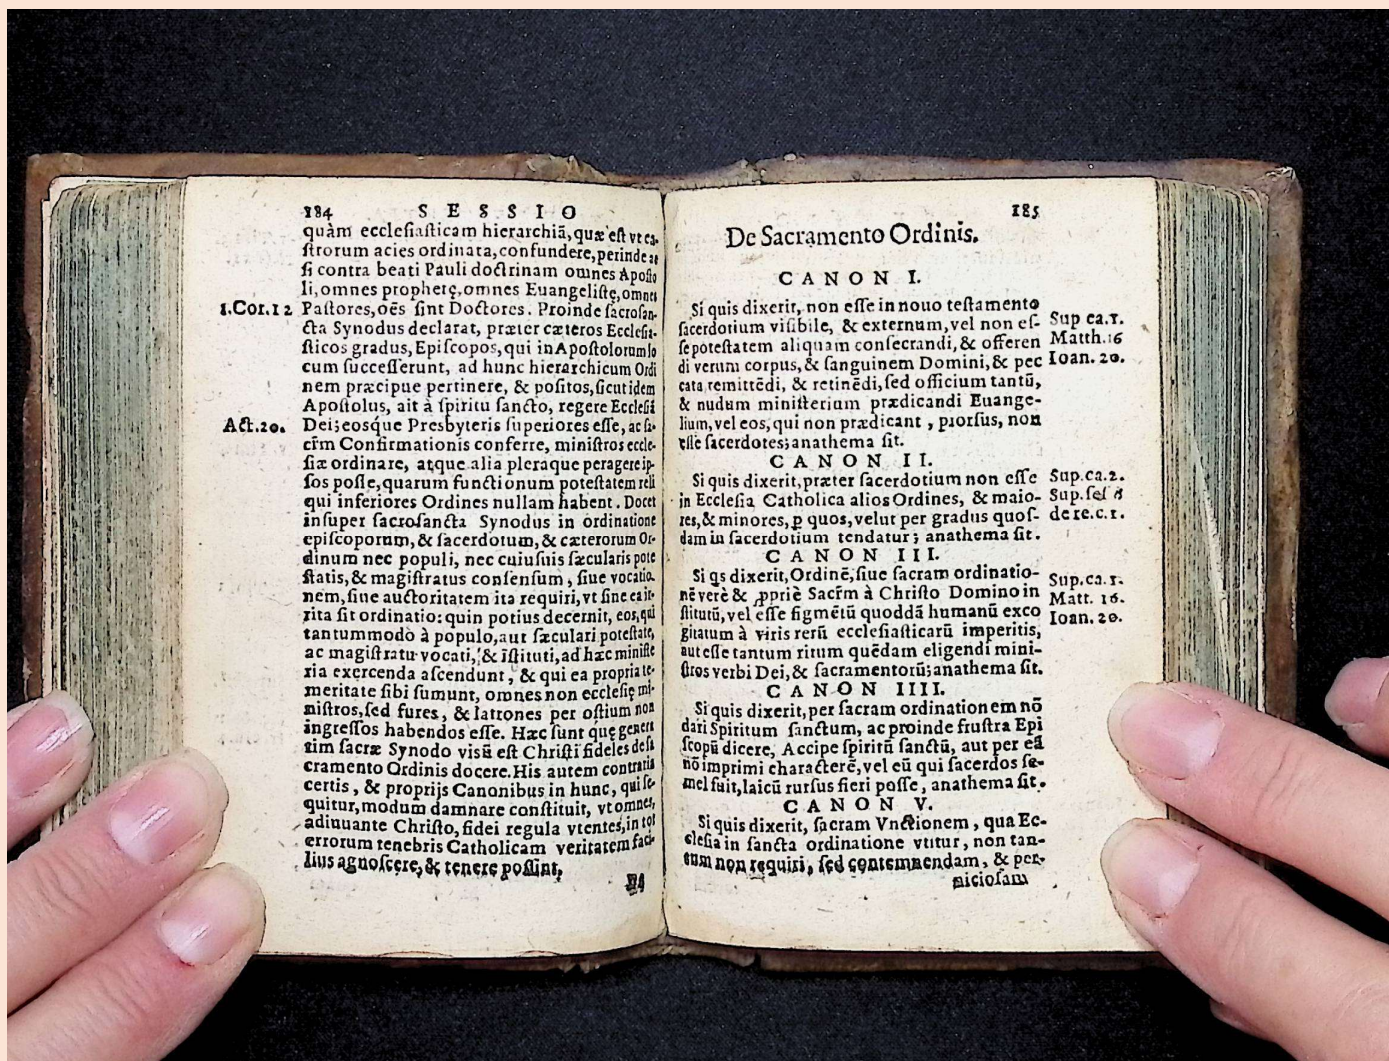 184 SESSIO
quàm ecclesiasticam hierarchiã, quæ est vt ca-
strorum acies ordinata, confundere, perinde ac
si contra beati Pauli doctrinam omnes Aposto
li, omnes prophetę, omnes Euangelistę, omnes
1.Cor.12 Pastores, oẽs sint Doctores. Proinde sacrosan-
cta Synodus declarat, præter cæteros Ecclesia-
sticos gradus, Episcopos, qui in Apostolorum lo
cum successerunt, ad hunc hierarchicum Ordi
nem præcipue pertinere, & positos, sicut idem
Apostolus, ait à spiritu sancto, regere Ecclesiã
Act.20. Dei; eosque Presbyteris superiores esse, ac sa-
cr̃m Confirmationis conferre, ministros eccle-
siæ ordinare, atque alia pleraque peragere ip-
sos posse, quarum functionum potestatem reli
qui inferiores Ordines nullam habent. Docet
insuper sacrosancta Synodus in ordinatione
episcoporum, & sacerdotum, & cæterorum Or-
dinum nec populi, nec cuiusuis sæcularis pote
statis, & magistratus consensum, siue vocatio-
nem, siue auctoritatem ita requiri, vt sine ea ir-
rita sit ordinatio: quin potius decernit, eos, qui
tantummodò à populo, aut sæculari potestate,
ac magistratu vocati, & ĩstituti, ad hæc ministe
ria exercenda ascendunt, & qui ea propria te-
meritate sibi sumunt, omnes non ecclesię mi-
nistros, sed fures, & latrones per ostium non
ingressos habendos esse. Hæc sunt quę genera
tim sacræ Synodo visũ est Christi fideles de sa
cramento Ordinis docere. His autem contraria
certis, & proprijs Canonibus in hunc, qui se-
quitur, modum damnare constituit, vt omnes,
adiuuante Christo, fidei regula vtentes, in tot
errorum tenebris Catholicam veritatem faci-
lius agnoscere, & tenere possint,
185
De Sacramento Ordinis.
CANON I.
Si quis dixerit, non esse in nouo testamento
sacerdotium visibile, & externum, vel non es- Sup ca.1.
se potestatem aliquam consecrandi, & offeren Matth.16
di verum corpus, & sanguinem Domini, & pec Ioan. 20.
cata remittẽdi, & retinẽdi, sed officium tantũ,
& nudum ministerium prædicandi Euange-
lium, vel eos, qui non prædicant, prorsus, non
esse sacerdotes; anathema sit.
CANON II.
Si quis dixerit, præter sacerdotium non esse Sup.ca.2.
in Ecclesia Catholica alios Ordines, & maio- Sup.ses 8
res, & minores, ꝑ quos, velut per gradus quos- de re.c.1.
dam in sacerdotium tendatur; anathema sit.
CANON III.
Si qs dixerit, Ordinẽ, siue sacram ordinatio- Sup.ca.1.
nẽ verè & ꝓpriè Sacr̃m à Christo Domino in Matt. 16.
stitutũ, vel esse figmẽtũ quoddã humanũ exco Ioan. 20.
gitatum à viris rerũ ecclesiasticarũ imperitis,
aut esse tantum ritum quẽdam eligendi mini-
stros verbi Dei, & sacramentorũ; anathema sit.
CANON IIII.
Si quis dixerit, per sacram ordinationem nõ
dari Spiritum sanctum, ac proinde frustra Epi
scopũ dicere, Accipe spiritũ sanctũ, aut per eã
nõ imprimi characterẽ, vel eũ qui sacerdos se-
mel fuit, laicũ rursus fieri posse, anathema sit.
CANON V.
Si quis dixerit, sacram Vnctionem, qua Ec-
clesia in sancta ordinatione vtitur, non tan-
tum non requiri, sed contemnendam, & per-
niciosam